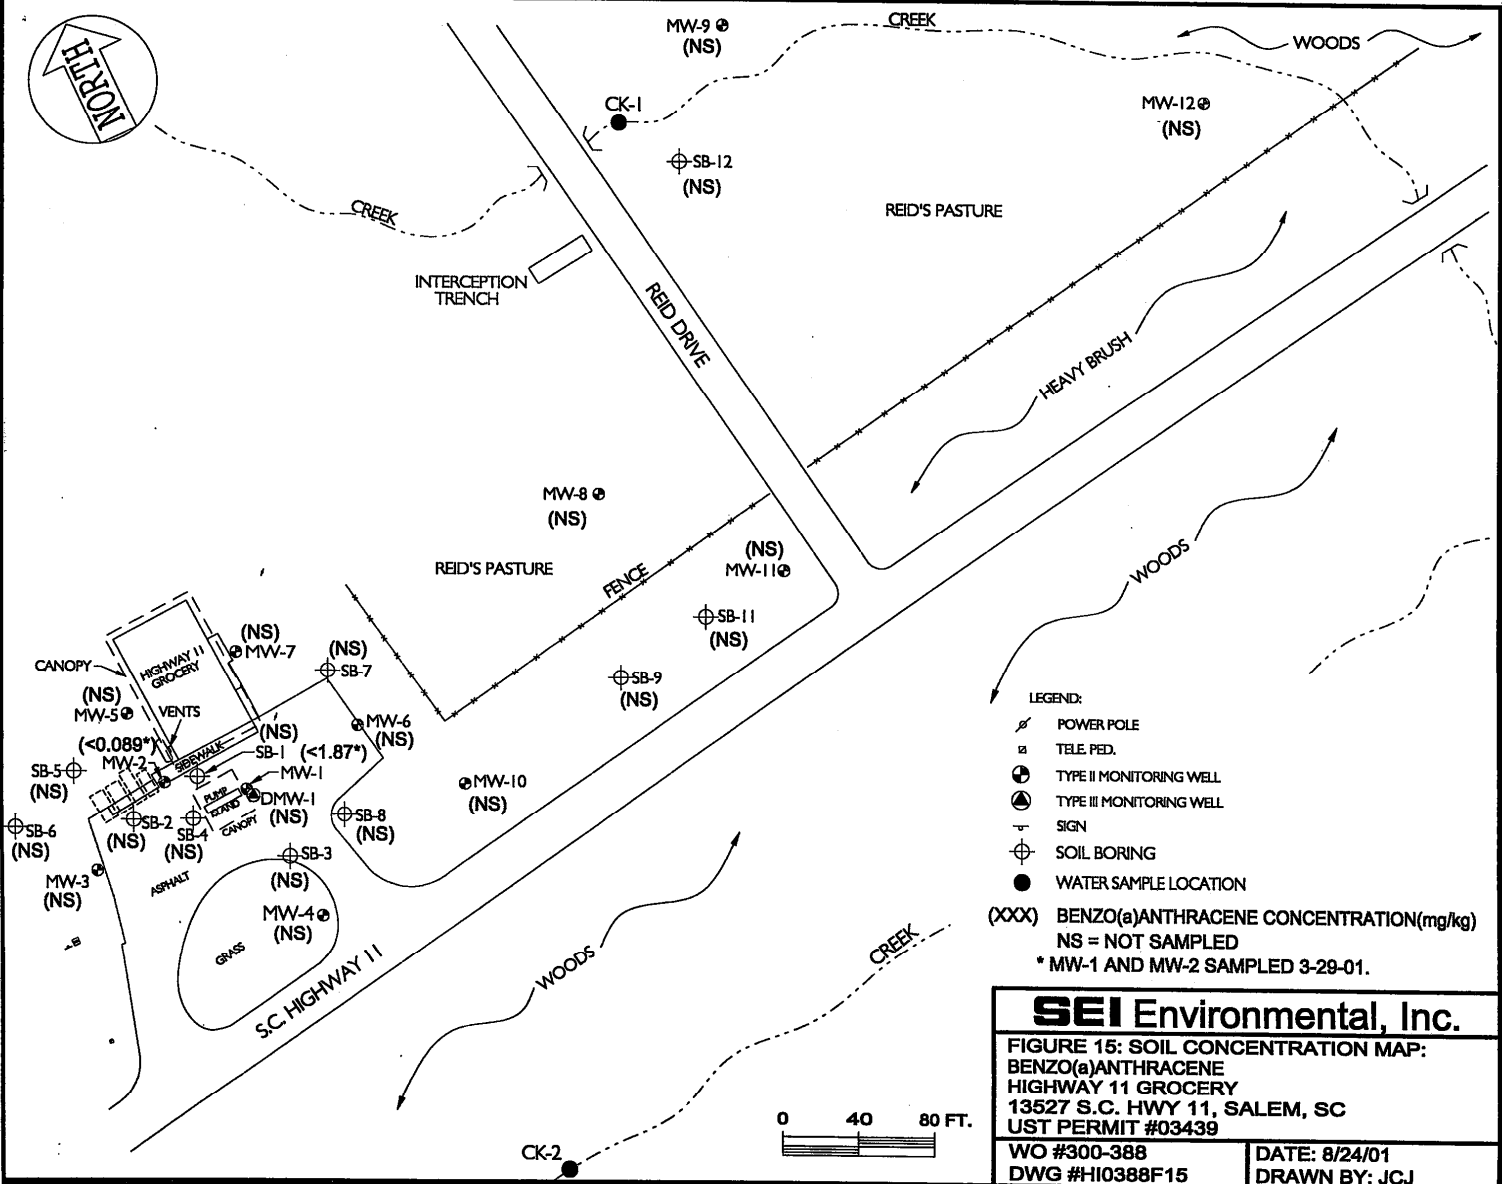 NORTH
MW-9
(NS)
CREEK
WOODS
CK-1
MW-12
(NS)
SB-12
(NS)
CREEK
REID'S PASTURE
INTERCEPTION
TRENCH
REID DRIVE
HEAVY BRUSH
MW-8
(NS)
REID'S PASTURE
FENCE
(NS)
MW-11
WOODS
SB-11
(NS)
SB-9
(NS)
CANOPY
HIGHWAY 11
GROCERY
(NS)
MW-7
(NS)
SB-7
(NS)
MW-5
VENTS
MW-6
(NS)
(<0.089*)
MW-2
SIDEWALK
(NS)
SB-1
(<1.87*)
MW-1
SB-5
(NS)
PUMP
ISLAND
DMW-1
(NS)
CANOPY
MW-10
(NS)
SB-8
(NS)
SB-6
(NS)
SB-2
(NS)
SB-4
(NS)
SB-3
(NS)
MW-3
(NS)
ASPHALT
MW-4
(NS)
GRASS
S.C. HIGHWAY 11
WOODS
CREEK
CK-2
LEGEND:
POWER POLE
TELE. PED.
TYPE II MONITORING WELL
TYPE III MONITORING WELL
SIGN
SOIL BORING
WATER SAMPLE LOCATION
(XXX) BENZO(a)ANTHRACENE CONCENTRATION(mg/kg)
NS = NOT SAMPLED
* MW-1 AND MW-2 SAMPLED 3-29-01.
0 40 80 FT.
SEI Environmental, Inc.
FIGURE 15: SOIL CONCENTRATION MAP:
BENZO(a)ANTHRACENE
HIGHWAY 11 GROCERY
13527 S.C. HWY 11, SALEM, SC
UST PERMIT #03439
WO #300-388
DWG #HI0388F15
DATE: 8/24/01
DRAWN BY: JCJ